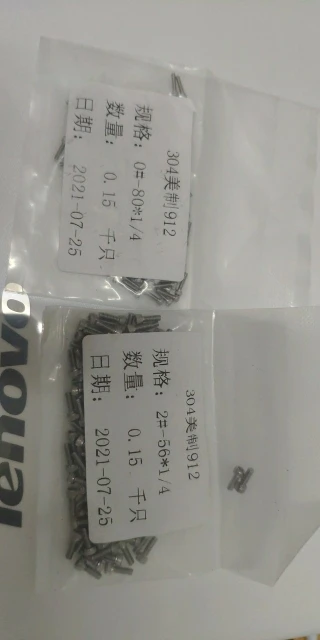 304美制912
规格: 0#-80*1/4
数量: 0.15 千只
日期: 2021-07-25
304美制912
规格: 2#-56*1/4
数量: 0.15 千只
日期: 2021-07-25
lenovo